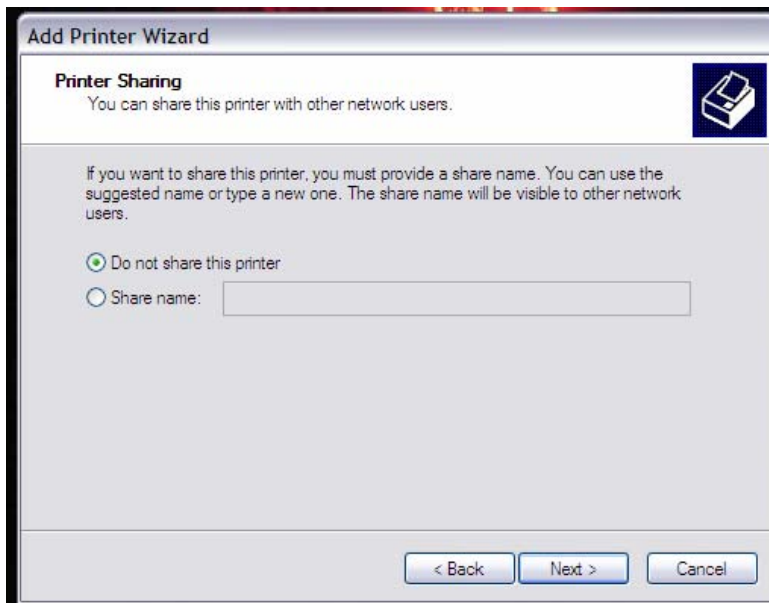 Add Printer Wizard
Printer Sharing
You can share this printer with other network users.
If you want to share this printer, you must provide a share name. You can use the
suggested name or type a new one. The share name will be visible to other network
users.
Do not share this printer
Share name:
< Back
Next >
Cancel